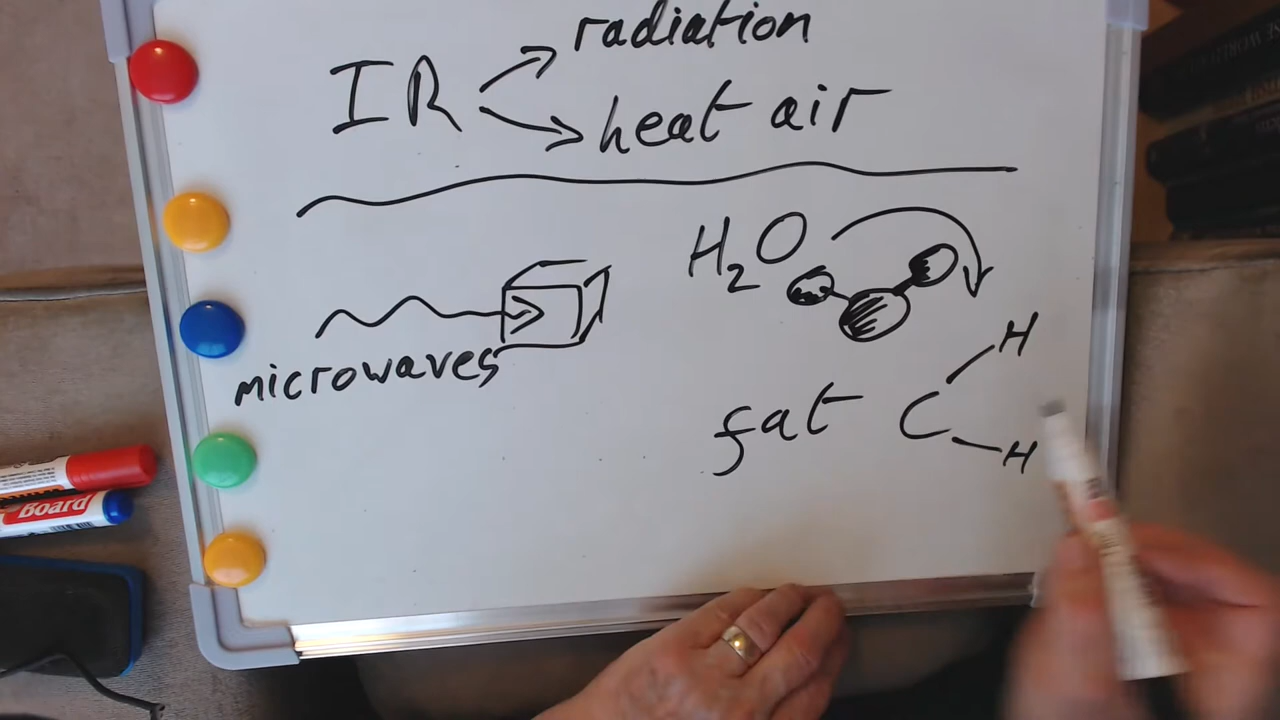 radiation
IR
heat air
H2O
microwaves
fat C H
H
Board